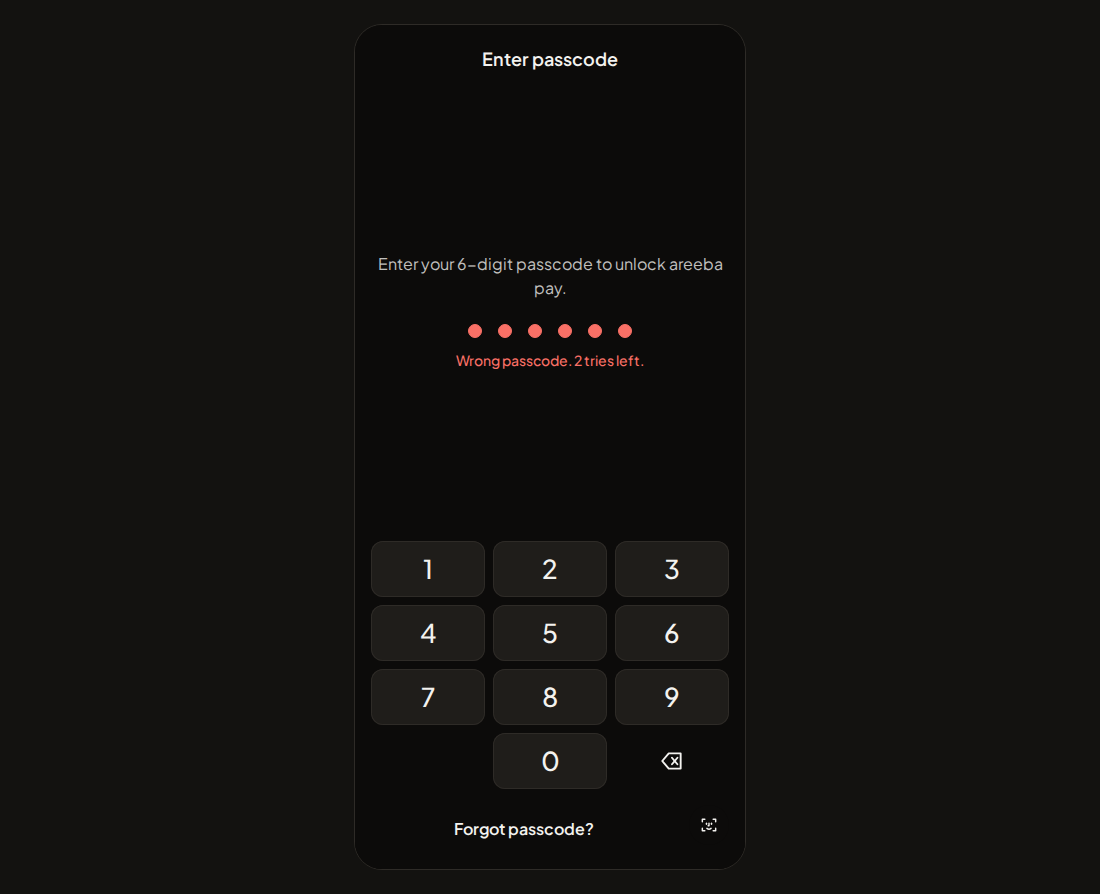 Enter passcode
Enter your 6-digit passcode to unlock areeba
pay.
Wrong passcode. 2 tries left.
1 2 3
4 5 6
7 8 9
0
Forgot passcode?